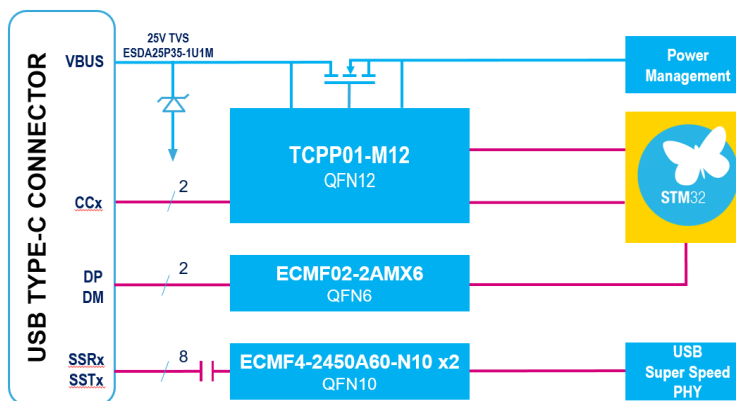 USB TYPE-C CONNECTOR
VBUS
25V TVS
ESDA25P35-1U1M
Power
Management
TCPP01-M12
QFN12
STM32
CCx
2
DP
DM
2
ECMF02-2AMX6
QFN6
SSRx
SSTx
8
ECMF4-2450A60-N10 x2
QFN10
USB
Super Speed
PHY